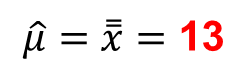 μ̂ = x̿ = 13